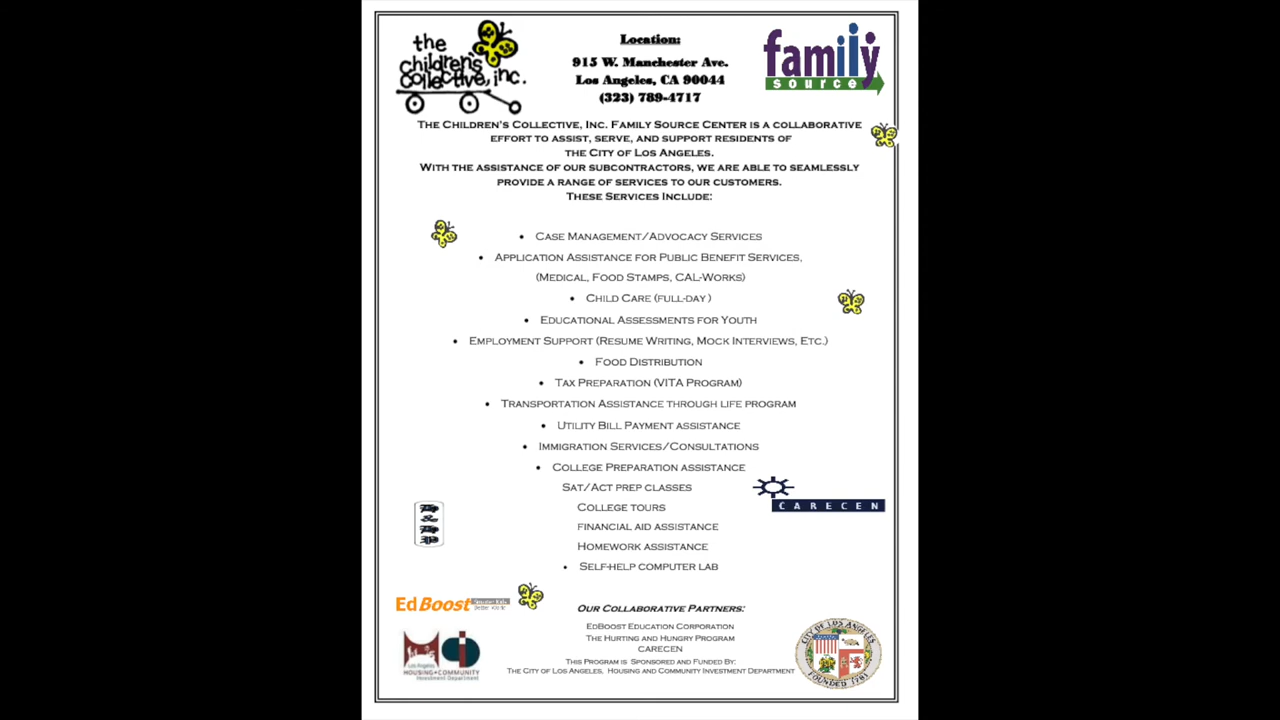 the
children's
collective, inc.
Location:
915 W. Manchester Ave.
Los Angeles, CA 90044
(323) 789-4717
family
source
The Children's Collective, Inc. Family Source Center is a collaborative
effort to assist, serve, and support residents of
the City of Los Angeles.
With the assistance of our subcontractors, we are able to seamlessly
provide a range of services to our customers.
These Services Include:
• Case Management/Advocacy Services
• Application Assistance for Public Benefit Services,
(Medical, Food Stamps, CAL-Works)
• Child Care (full-day )
• Educational Assessments for Youth
• Employment Support (Resume Writing, Mock Interviews, Etc.)
• Food Distribution
• Tax Preparation (VITA Program)
• Transportation Assistance through LIFE program
• Utility Bill Payment assistance
• Immigration Services/Consultations
• College Preparation assistance
Sat/Act prep classes
College tours
financial aid assistance
Homework assistance
• Self-help computer lab
CARECEN
EdBoost
Our Collaborative Partners:
EdBoost Education Corporation
The Hurting and Hungry Program
CARECEN
This Program is Sponsored and Funded By:
The City of Los Angeles, Housing and Community Investment Department
Los Angeles
HOUSING+COMMUNITY
Investment Department
CITY OF LOS ANGELES
FOUNDED 1781